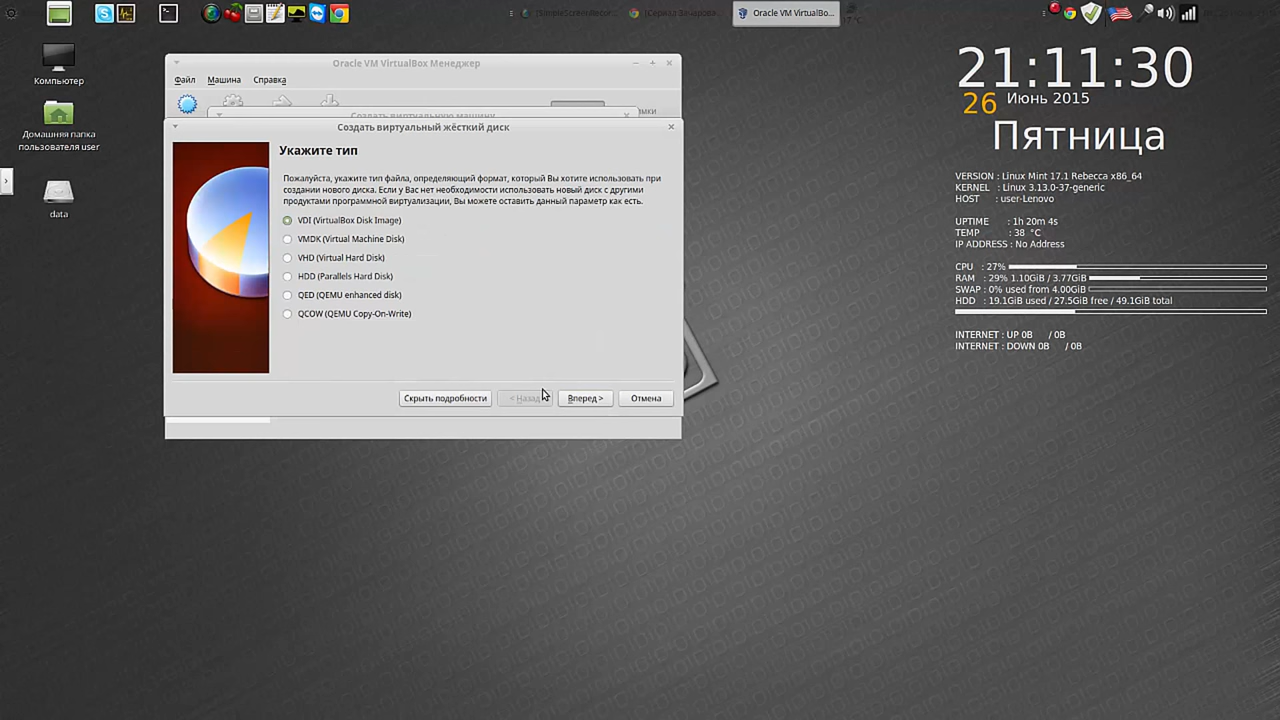 [SimpleScreenRecor...
[Сериал Зачарова...
Oracle VM VirtualBo...
17 °C
Компьютер
Домашняя папка
пользователя user
data
Oracle VM VirtualBox Менеджер
Файл Машина Справка
Создать виртуальную машину
Создать виртуальный жёсткий диск
Укажите тип
Пожалуйста, укажите тип файла, определяющий формат, который Вы хотите использовать при
создании нового диска. Если у Вас нет необходимости использовать новый диск с другими
продуктами программной виртуализации, Вы можете оставить данный параметр как есть.
VDI (VirtualBox Disk Image)
VMDK (Virtual Machine Disk)
VHD (Virtual Hard Disk)
HDD (Parallels Hard Disk)
QED (QEMU enhanced disk)
QCOW (QEMU Copy-On-Write)
Скрыть подробности < Назад Вперед > Отмена
21:11:30
26 Июнь 2015
Пятница
VERSION : Linux Mint 17.1 Rebecca x86_64
KERNEL : Linux 3.13.0-37-generic
HOST : user-Lenovo
UPTIME : 1h 20m 4s
TEMP : 38 °C
IP ADDRESS : No Address
CPU : 27%
RAM : 29% 1.10GiB / 3.77GiB
SWAP : 0% used from 4.00GiB
HDD : 19.1GiB used / 27.5GiB free / 49.1GiB total
INTERNET : UP 0B / 0B
INTERNET : DOWN 0B / 0B